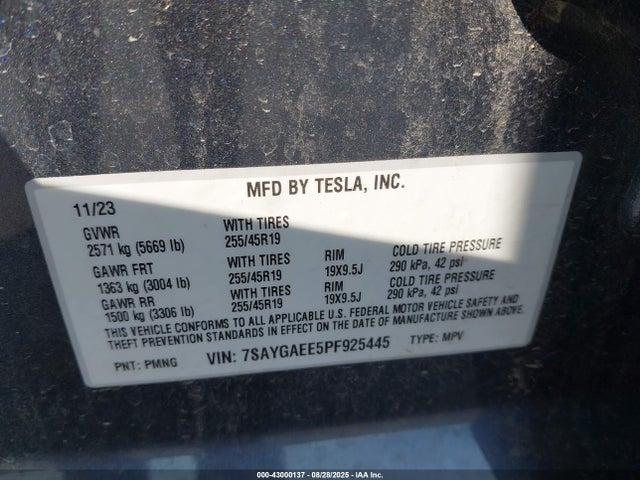 MFD BY TESLA, INC.
11/23
GVWR WITH TIRES
2571 kg (5669 lb) 255/45R19
GAWR FRT WITH TIRES RIM COLD TIRE PRESSURE
1363 kg (3004 lb) 255/45R19 19X9.5J 290 kPa, 42 psi
GAWR RR WITH TIRES RIM COLD TIRE PRESSURE
1500 kg (3306 lb) 255/45R19 19X9.5J 290 kPa, 42 psi
THIS VEHICLE CONFORMS TO ALL APPLICABLE U.S. FEDERAL MOTOR VEHICLE SAFETY AND
THEFT PREVENTION STANDARDS IN EFFECT ON THE DATE OF MANUFACTURE SHOWN ABOVE.
PNT: PMNG VIN: 7SAYGAEE5PF925445 TYPE: MPV
000-43000137 - 08/28/2025 - IAA Inc.